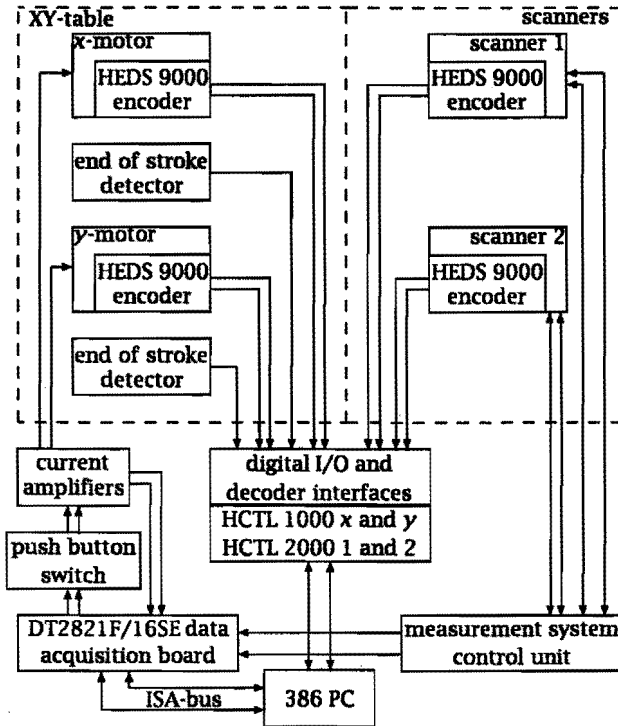 XY-table
scanners
x-motor
HEDS 9000
encoder
end of stroke
detector
y-motor
HEDS 9000
encoder
end of stroke
detector
scanner 1
HEDS 9000
encoder
scanner 2
HEDS 9000
encoder
current
amplifiers
push button
switch
digital I/O and
decoder interfaces
HCTL 1000 x and y
HCTL 2000 1 and 2
DT2821F/16SE data
acquisition board
measurement system
control unit
ISA-bus
386 PC